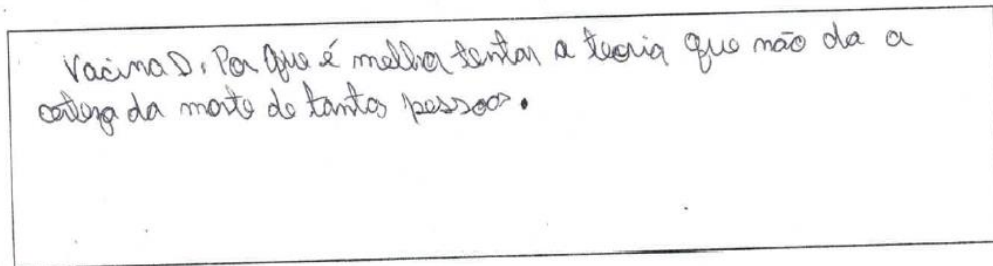 Vacina D. Por que é melhor tentar a teoria que não da a
certeza da morte de tantas pessoas.